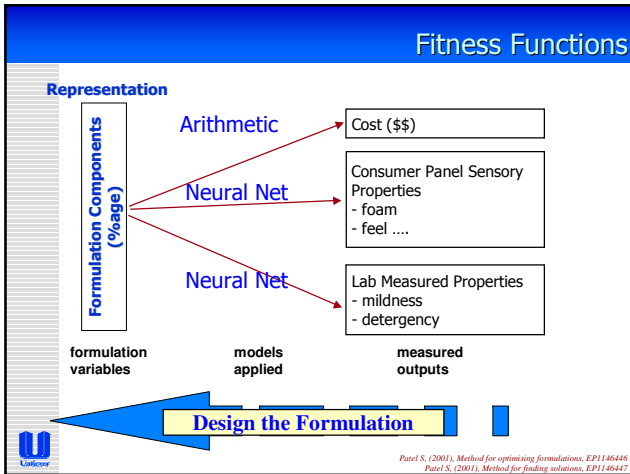 Fitness Functions
Representation
Formulation Components
(%age)
Arithmetic
Neural Net
Neural Net
Cost ($$)
Consumer Panel Sensory
Properties
- foam
- feel ....
Lab Measured Properties
- mildness
- detergency
formulation
variables
models
applied
measured
outputs
Design the Formulation
Unilever
Patel S, (2001), Method for optimising formulations, EP1146446
Patel S, (2001), Method for finding solutions, EP1146447